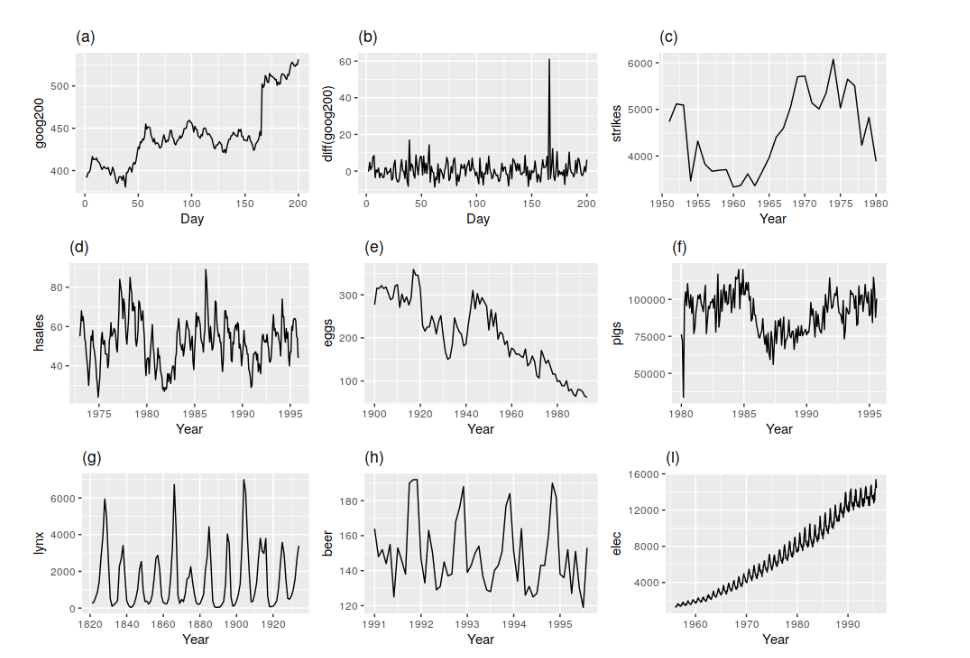 (a) (b) (c)
goog200 500 450 400
0 50 100 150 200
Day
diff(goog200) 60 40 20 0
0 50 100 150 200
Day
strikes 6000 5000 4000
1950 1955 1960 1965 1970 1975 1980
Year
(d) (e) (f)
hsales 80 60 40
1975 1980 1985 1990 1995
Year
eggs 300 200 100
1900 1920 1940 1960 1980
Year
pigs 100000 75000 50000
1980 1985 1990 1995
Year
(g) (h) (I)
lynx 6000 4000 2000 0
1820 1840 1860 1880 1900 1920
Year
beer 180 160 140 120
1991 1992 1993 1994 1995
Year
elec 16000 12000 8000 4000
1960 1970 1980 1990
Year